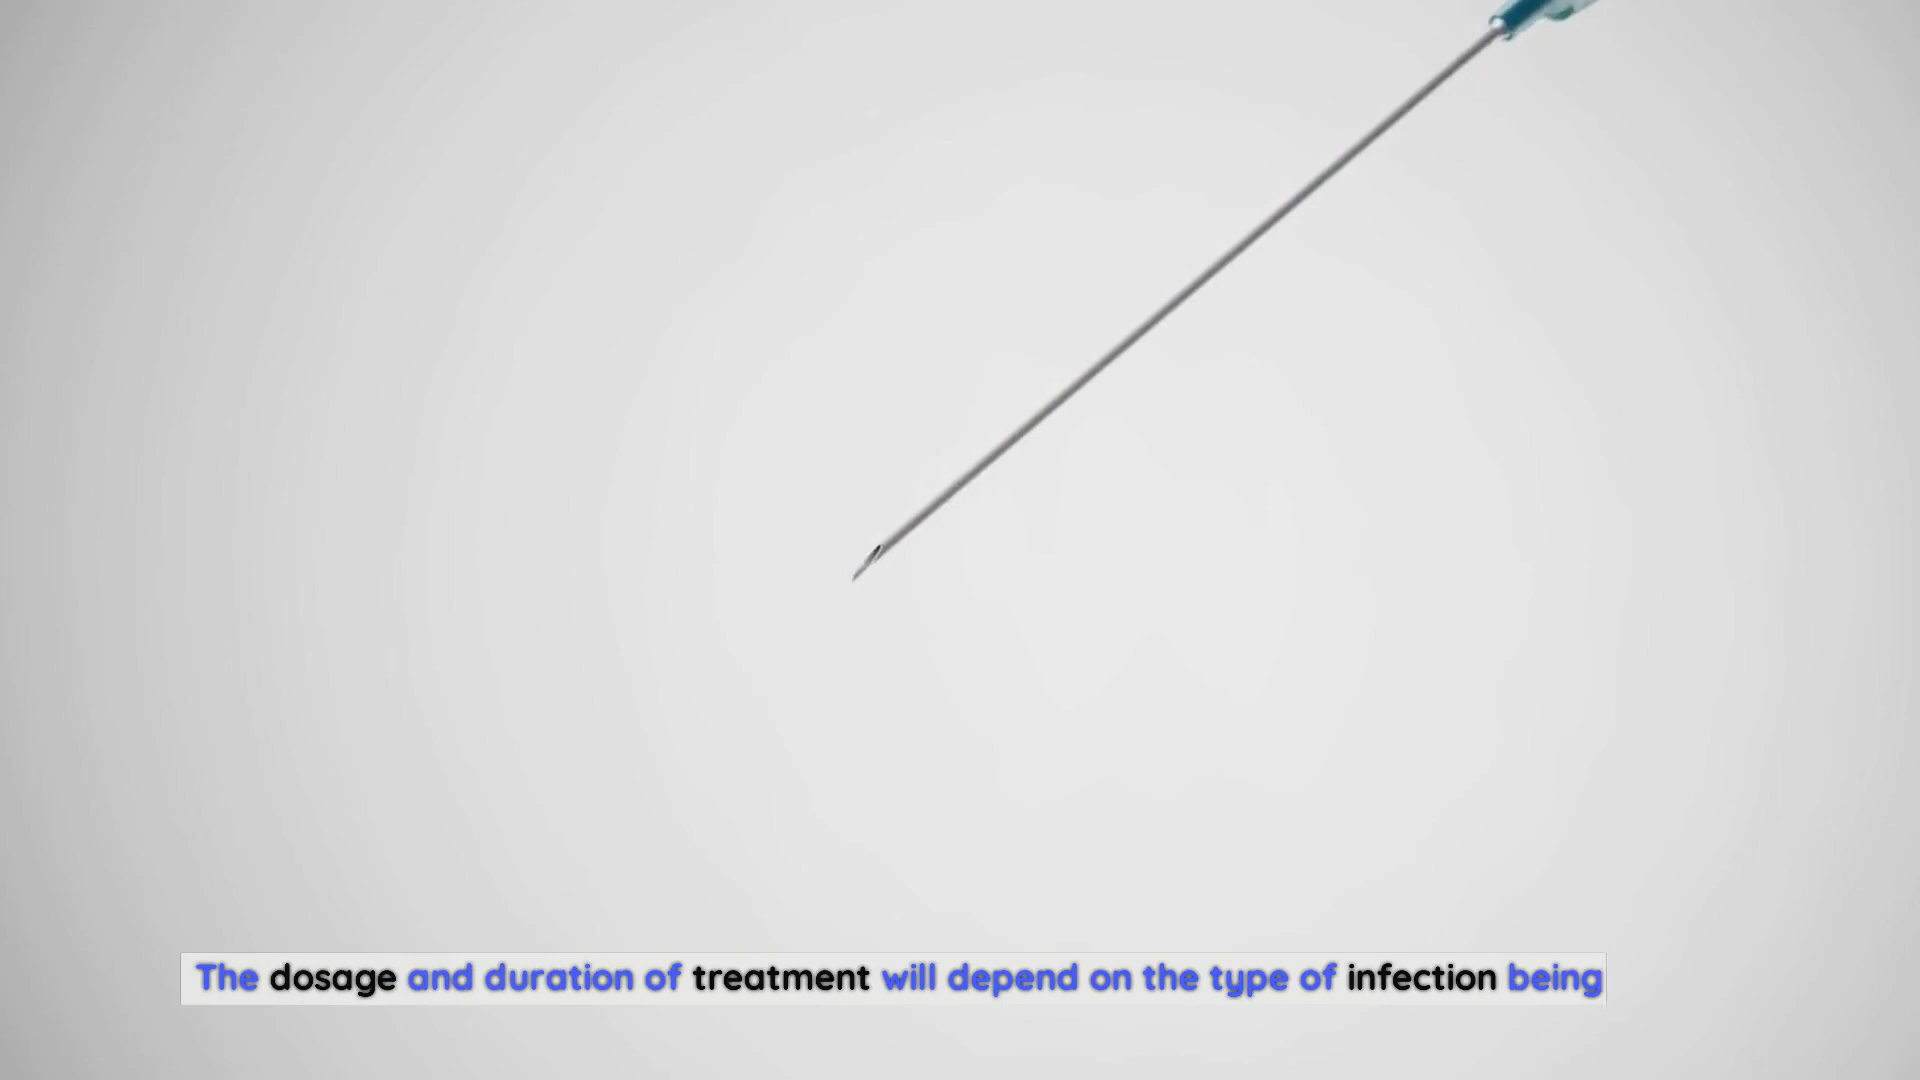 The dosage and duration of treatment will depend on the type of infection being